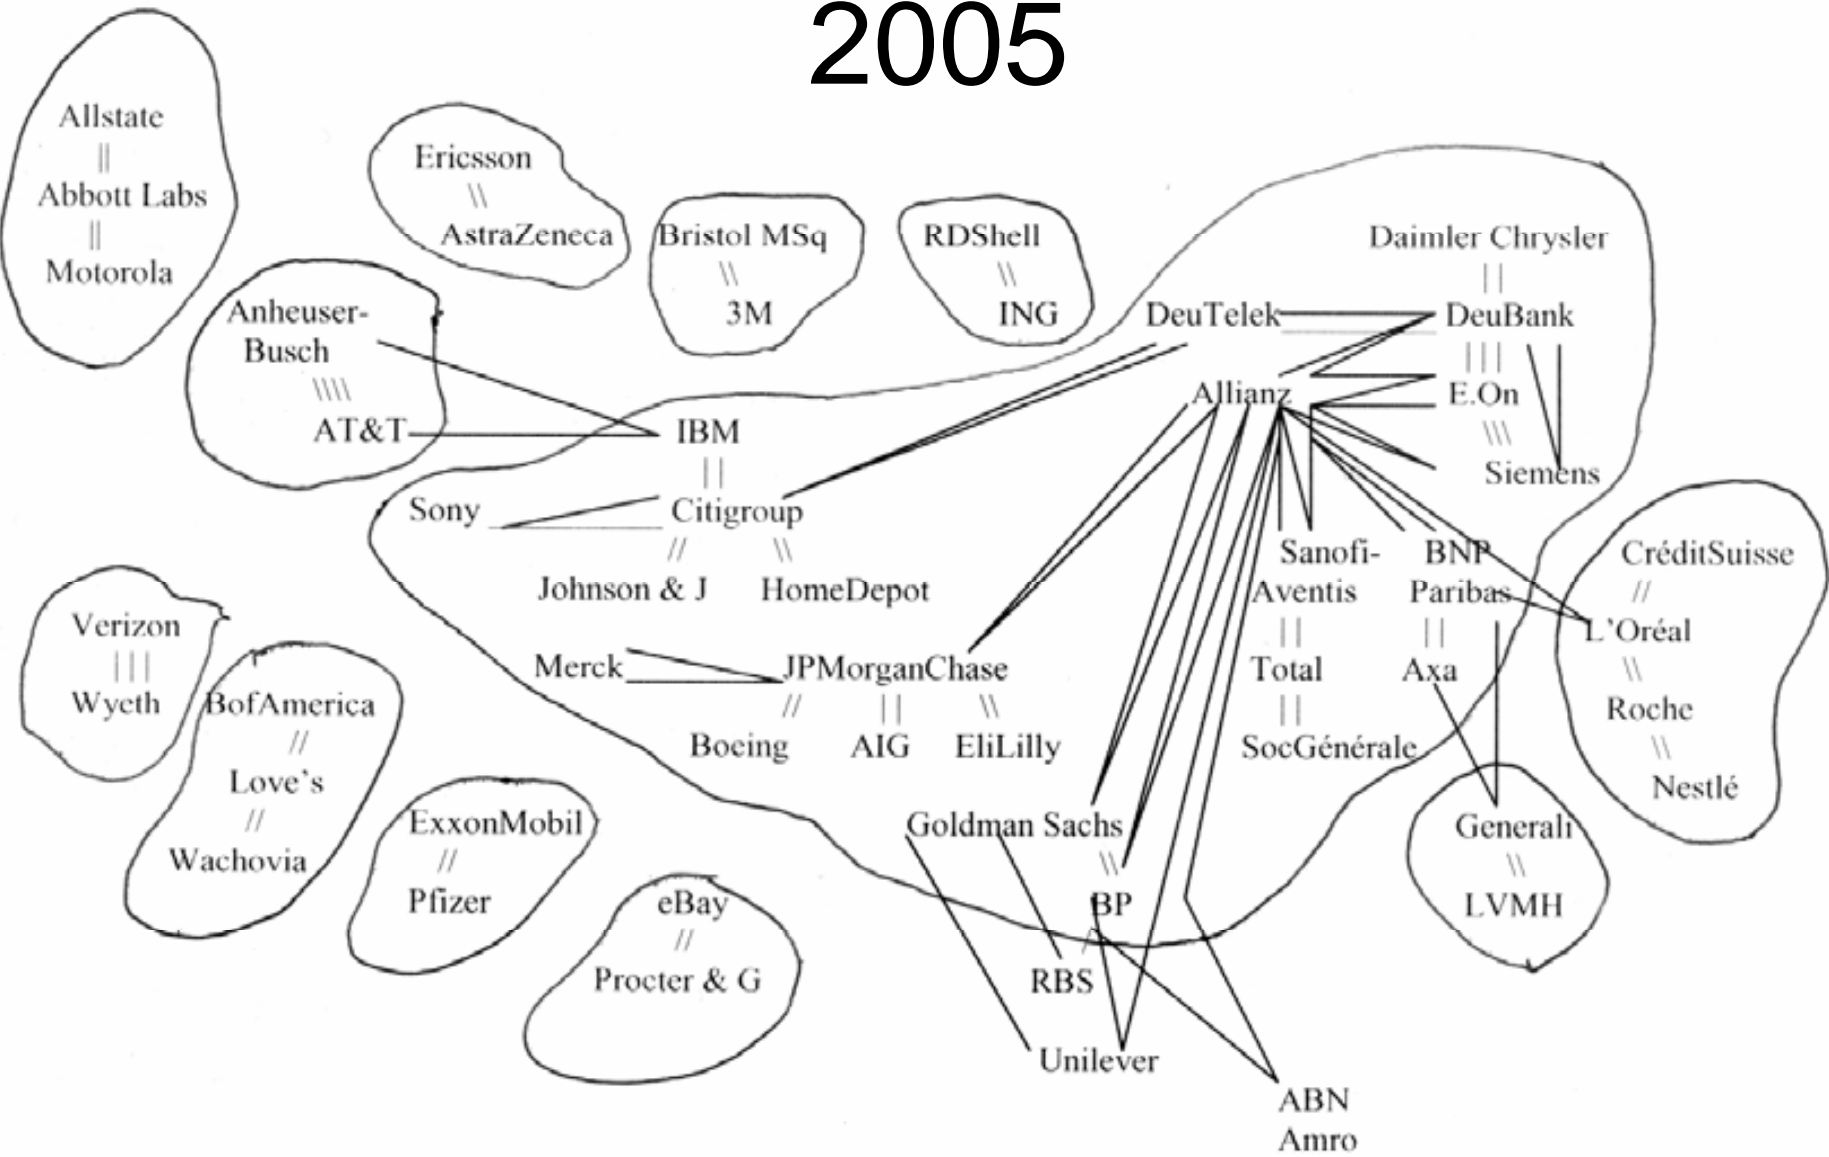 2005
Allstate
Abbott Labs
Motorola
Ericsson
AstraZeneca
Bristol MSq
3M
RDShell
ING
Daimler Chrysler
DeuTelek
DeuBank
Allianz
E.On
Siemens
Anheuser-
Busch
AT&T
IBM
Sony
Citigroup
Johnson & J
HomeDepot
Merck
JPMorganChase
Boeing
AIG
EliLilly
Sanofi-
Aventis
Total
SocGénérale
BNP
Paribas
Axa
CréditSuisse
L'Oréal
Roche
Nestlé
Verizon
Wyeth
BofAmerica
Love's
Wachovia
ExxonMobil
Pfizer
eBay
Procter & G
Goldman Sachs
BP
RBS
Unilever
ABN
Amro
Generali
LVMH